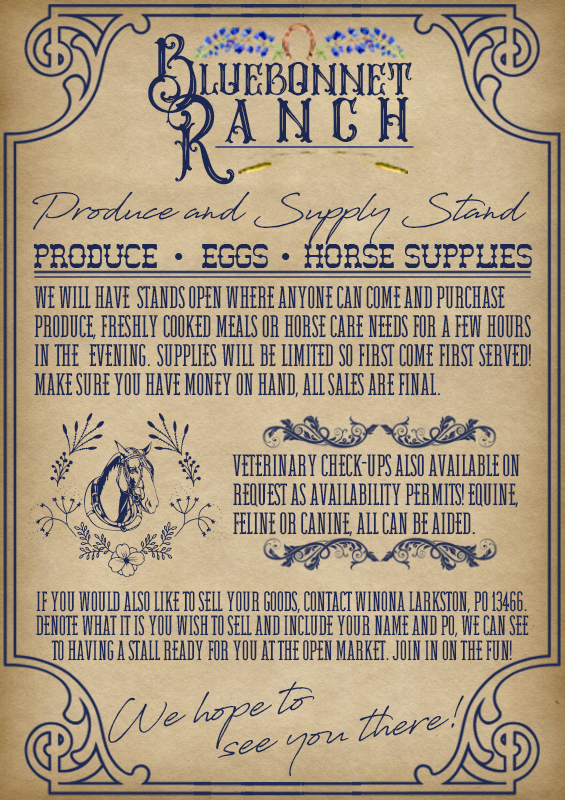 BLUEBONNET
RANCH
Produce and Supply Stand
PRODUCE • EGGS • HORSE SUPPLIES
WE WILL HAVE STANDS OPEN WHERE ANYONE CAN COME AND PURCHASE
PRODUCE, FRESHLY COOKED MEALS OR HORSE CARE NEEDS FOR A FEW HOURS
IN THE EVENING. SUPPLIES WILL BE LIMITED SO FIRST COME FIRST SERVED!
MAKE SURE YOU HAVE MONEY ON HAND, ALL SALES ARE FINAL.
VETERINARY CHECK-UPS ALSO AVAILABLE ON
REQUEST AS AVAILABILITY PERMITS! EQUINE,
FELINE OR CANINE, ALL CAN BE AIDED.
IF YOU WOULD ALSO LIKE TO SELL YOUR GOODS, CONTACT WINONA LARKSTON, PO 13466.
DENOTE WHAT IT IS YOU WISH TO SELL AND INCLUDE YOUR NAME AND PO, WE CAN SEE
TO HAVING A STALL READY FOR YOU AT THE OPEN MARKET. JOIN IN ON THE FUN!
We hope to
see you there!